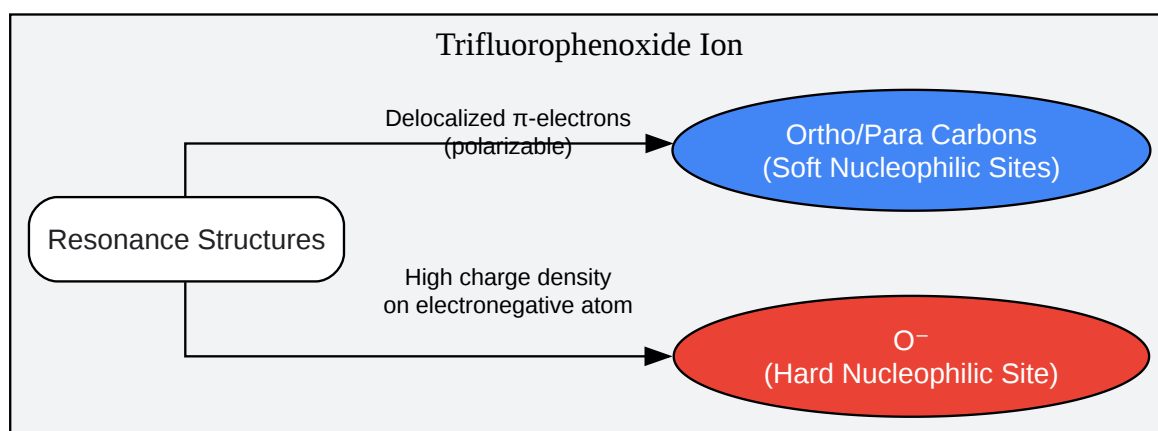 Trifluorophenoxide Ion
Delocalized π-electrons
(polarizable)
Ortho/Para Carbons
(Soft Nucleophilic Sites)
Resonance Structures
High charge density
on electronegative atom
O⁻
(Hard Nucleophilic Site)